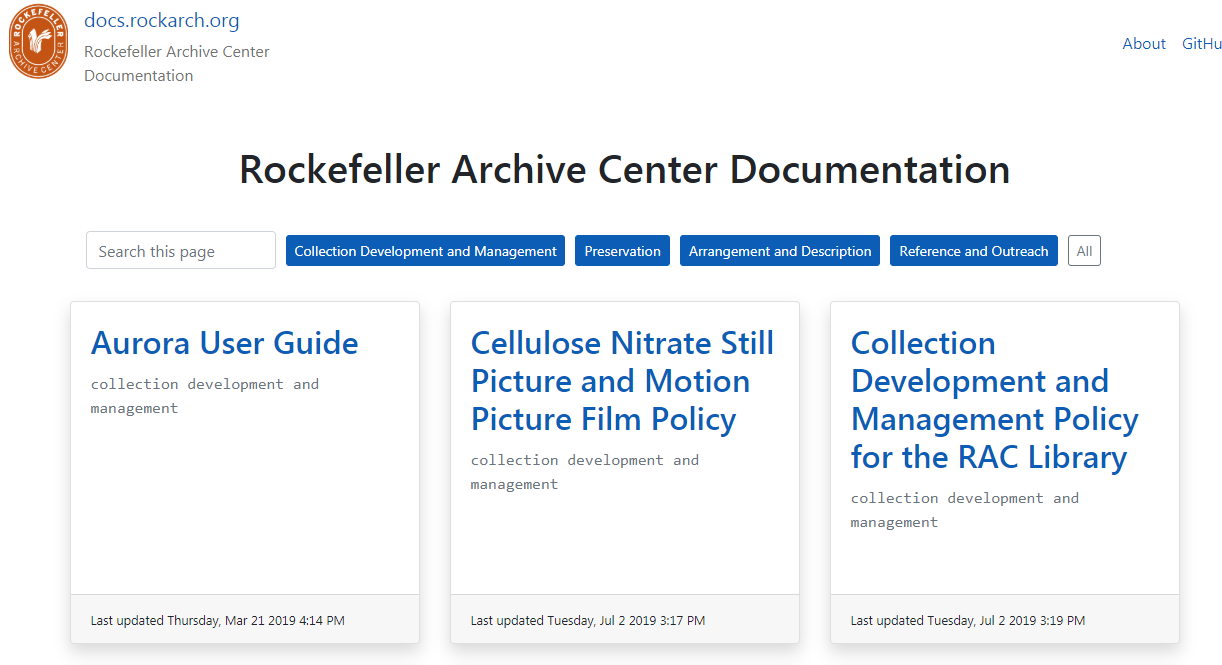 ROCKEFELLER
ARCHIVE CENTER
docs.rockarch.org
Rockefeller Archive Center
Documentation
About GitHu
Rockefeller Archive Center Documentation
Search this page Collection Development and Management Preservation Arrangement and Description Reference and Outreach All
Aurora User Guide
collection development and
management
Last updated Thursday, Mar 21 2019 4:14 PM
Cellulose Nitrate Still
Picture and Motion
Picture Film Policy
collection development and
management
Last updated Tuesday, Jul 2 2019 3:17 PM
Collection
Development and
Management Policy
for the RAC Library
collection development and
management
Last updated Tuesday, Jul 2 2019 3:19 PM